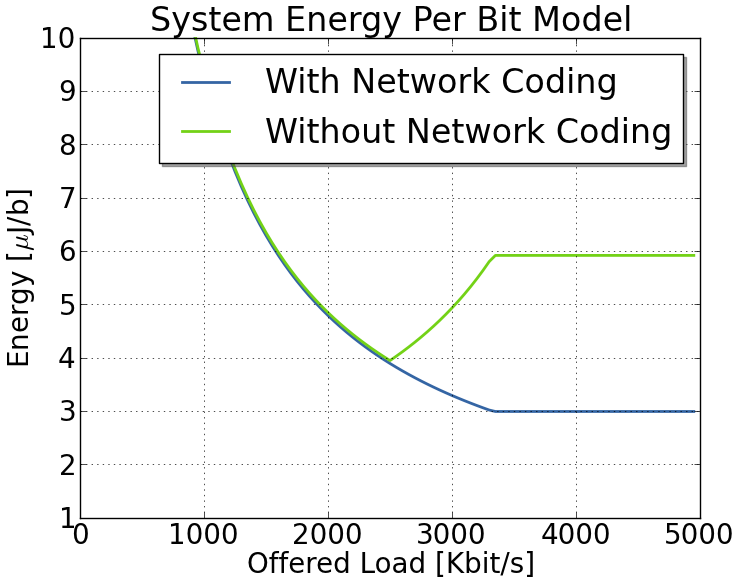 System Energy Per Bit Model
With Network Coding
Without Network Coding
Energy [μJ/b]
10
9
8
7
6
5
4
3
2
1
0 1000 2000 3000 4000 5000
Offered Load [Kbit/s]